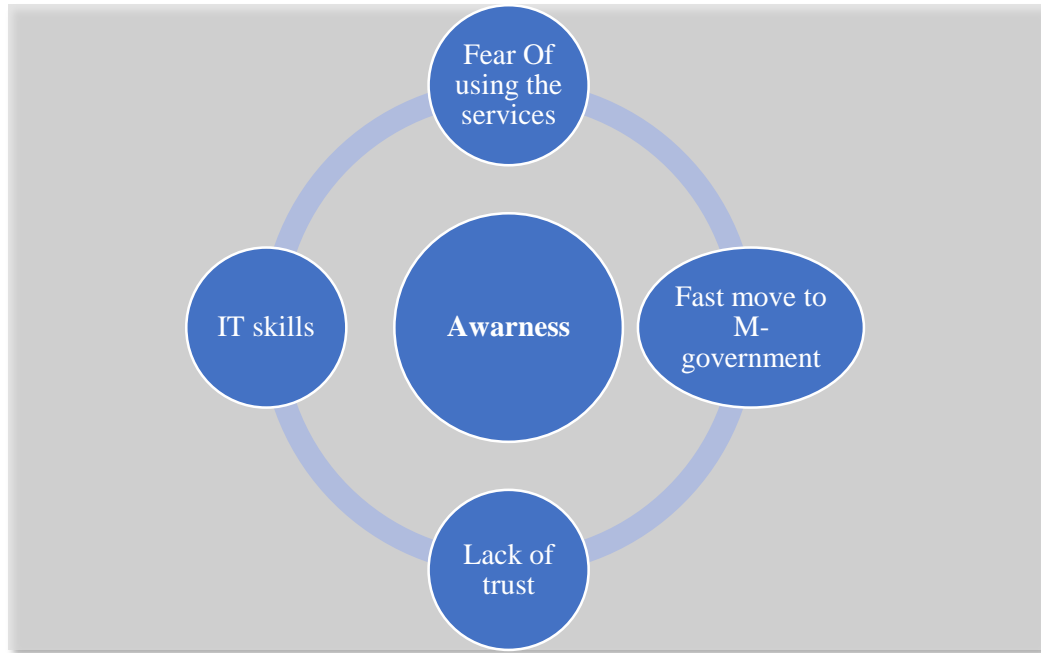 Fear Of
using the
services
IT skills
Awarness
Fast move to
M-
government
Lack of
trust